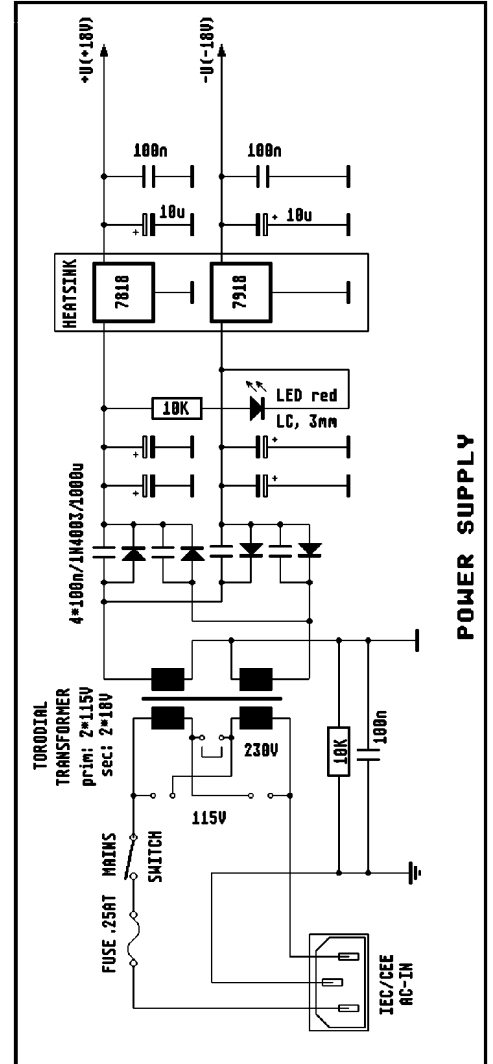 +U(+18V)
-U(-18V)
100n
100n
10u
+
10u
+
HEATSINK
7818
7918
10K
LED red
LC, 3mm
+
+
+
+
4*100n/1N4003/1000u
TORODIAL
TRANSFORMER
prim: 2*115V
sec: 2*18V
230V
115V
10K
100n
MAINS
SWITCH
FUSE .25AT
IEC/CEE
AC-IN
POWER SUPPLY